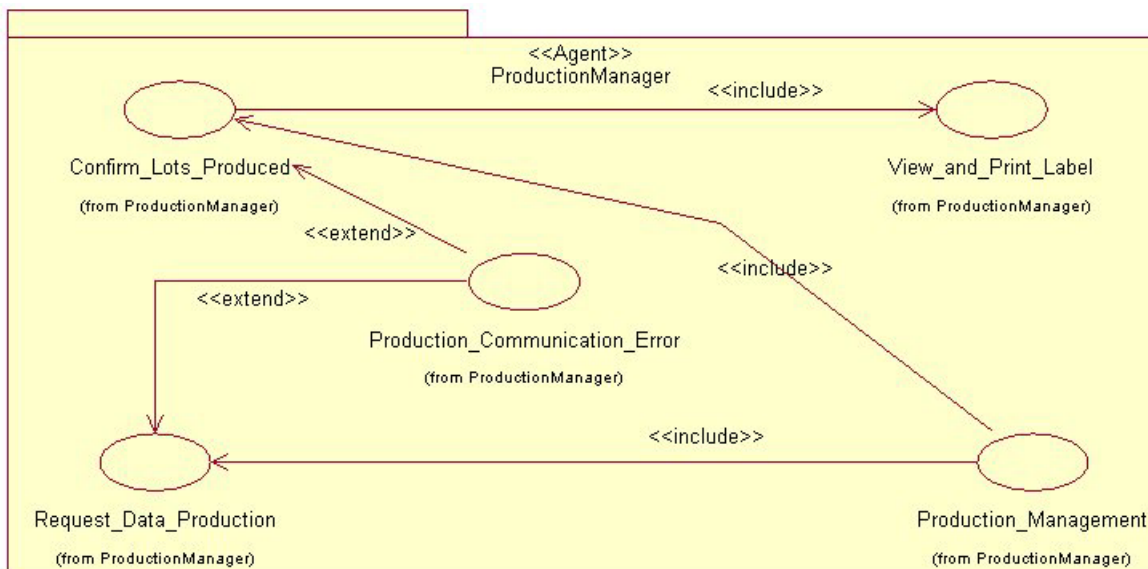 <<Agent>>
ProductionManager
<<include>>
Confirm_Lots_Produced
(from ProductionManager)
View_and_Print_Label
(from ProductionManager)
<<extend>>
<<include>>
<<extend>>
Production_Communication_Error
(from ProductionManager)
<<include>>
Request_Data_Production
(from ProductionManager)
Production_Management
(from ProductionManager)